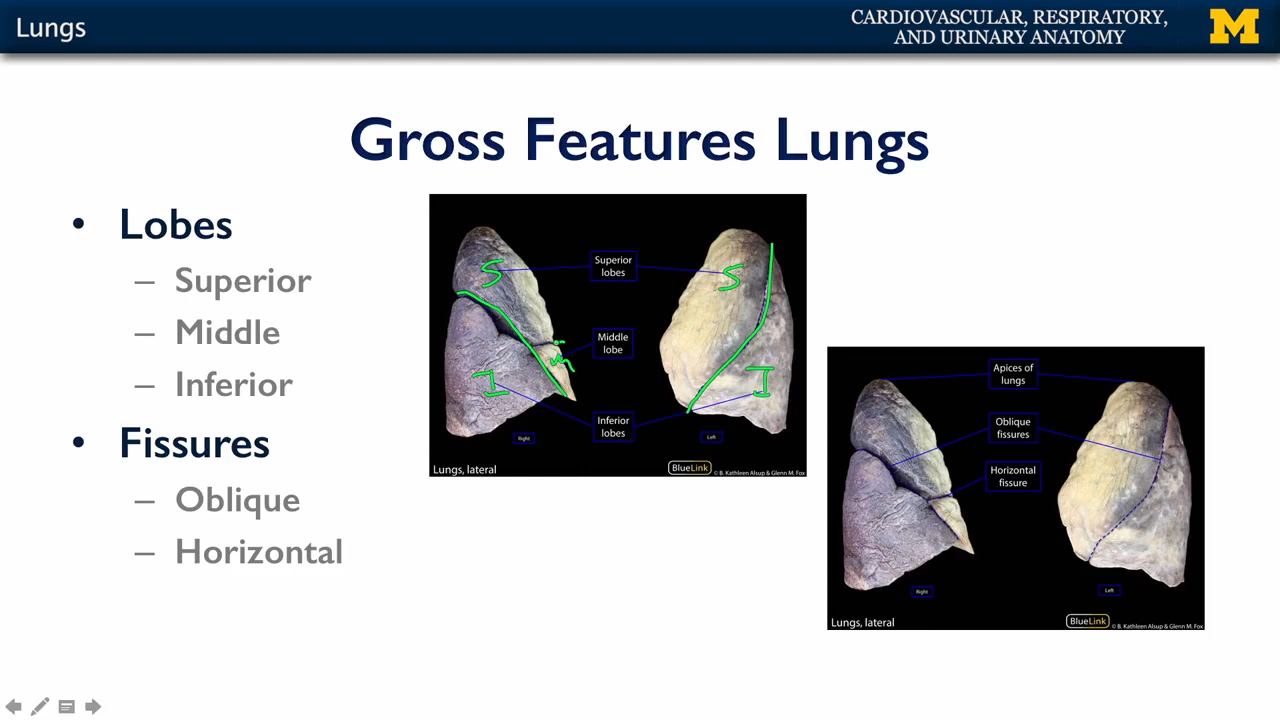 Lungs
CARDIOVASCULAR, RESPIRATORY,
AND URINARY ANATOMY
M
Gross Features Lungs
• Lobes
– Superior
– Middle
– Inferior
• Fissures
– Oblique
– Horizontal
Superior
lobes
Middle
lobe
Inferior
lobes
S
S
I
m
I
Right
Left
Lungs, lateral
BlueLink
© B. Kathleen Alsup & Glenn M. Fox
Apices of
lungs
Oblique
fissures
Horizontal
fissure
Right
Left
Lungs, lateral
BlueLink
© B. Kathleen Alsup & Glenn M. Fox